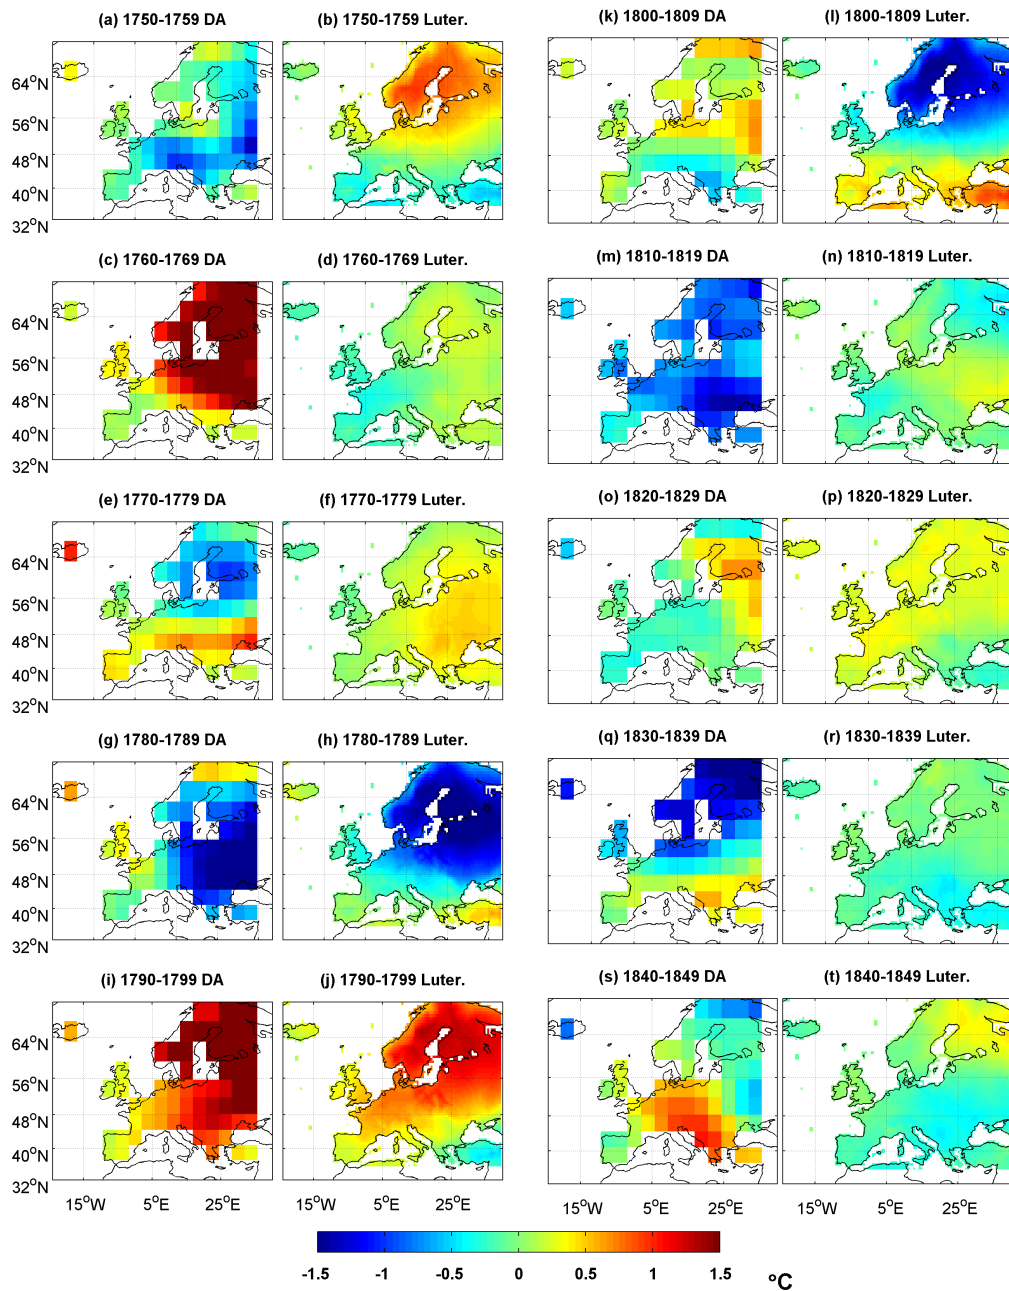 (a) 1750-1759 DA
(b) 1750-1759 Luter.
(k) 1800-1809 DA
(l) 1800-1809 Luter.
64°N
56°N
48°N
40°N
32°N
(c) 1760-1769 DA
(d) 1760-1769 Luter.
(m) 1810-1819 DA
(n) 1810-1819 Luter.
64°N
56°N
48°N
40°N
32°N
(e) 1770-1779 DA
(f) 1770-1779 Luter.
(o) 1820-1829 DA
(p) 1820-1829 Luter.
64°N
56°N
48°N
40°N
32°N
(g) 1780-1789 DA
(h) 1780-1789 Luter.
(q) 1830-1839 DA
(r) 1830-1839 Luter.
64°N
56°N
48°N
40°N
32°N
(i) 1790-1799 DA
(j) 1790-1799 Luter.
(s) 1840-1849 DA
(t) 1840-1849 Luter.
64°N
56°N
48°N
40°N
32°N
15°W 5°E 25°E 15°W 5°E 25°E 15°W 5°E 25°E 15°W 5°E 25°E
-1.5 -1 -0.5 0 0.5 1 1.5
°C